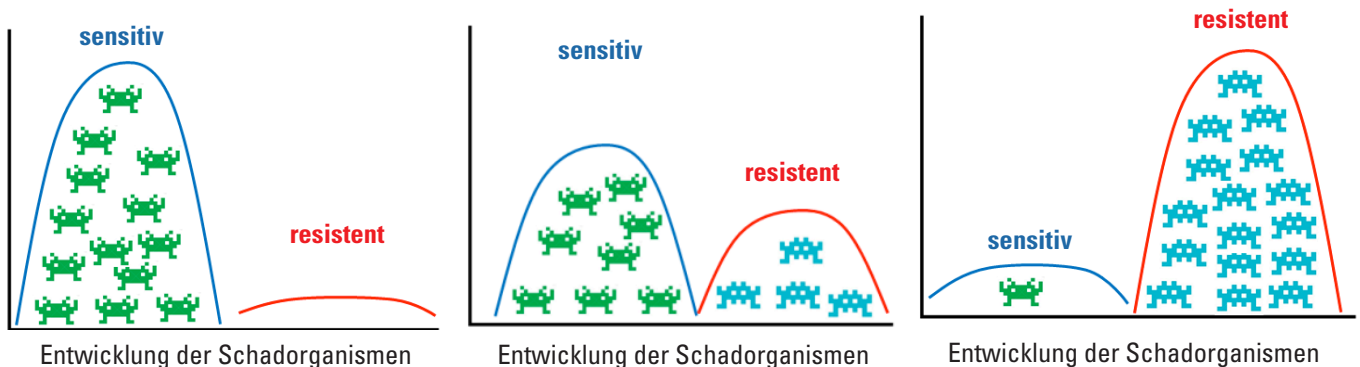 sensitiv
resistent
Entwicklung der Schadorganismen
sensitiv
resistent
Entwicklung der Schadorganismen
resistent
sensitiv
Entwicklung der Schadorganismen